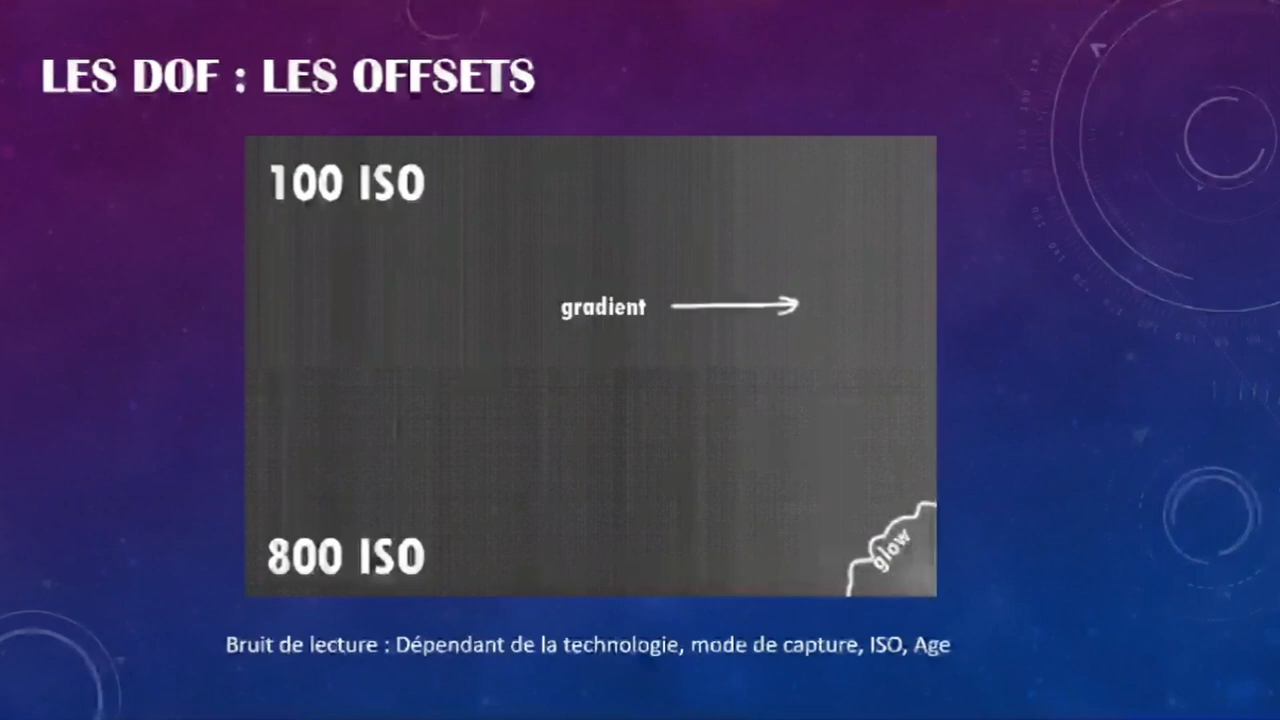 LES DOF : LES OFFSETS
100 ISO
gradient
800 ISO
glow
Bruit de lecture : Dépendant de la technologie, mode de capture, ISO, Age